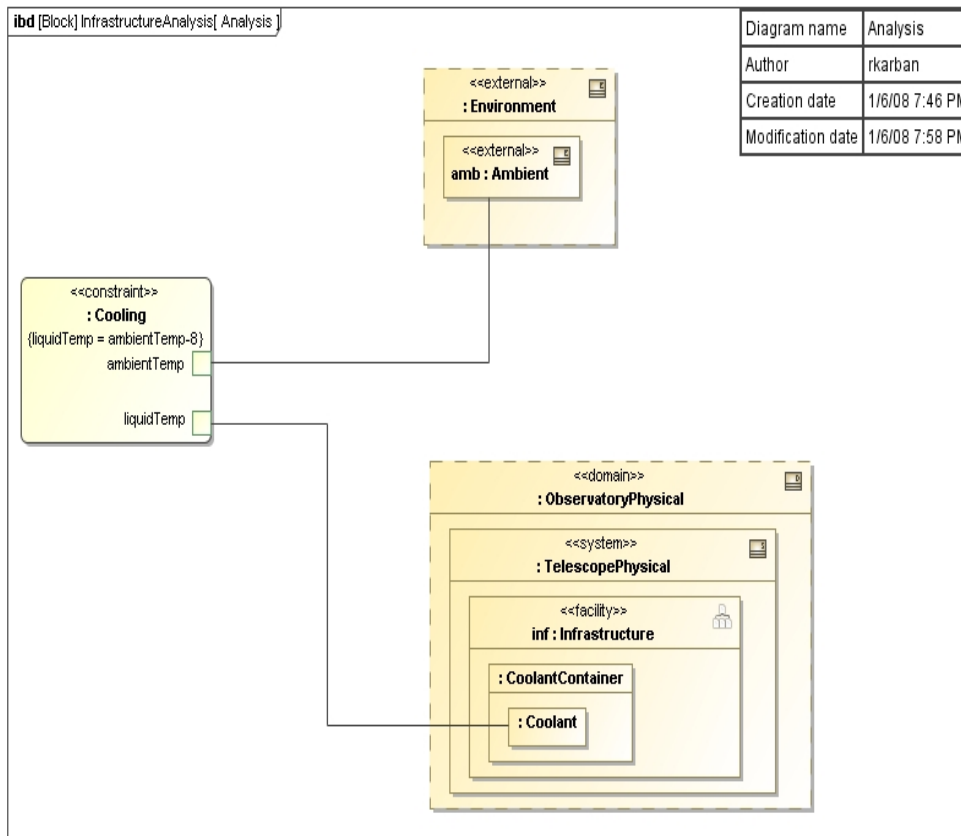 ibd [Block] InfrastructureAnalysis[ Analysis ]
Diagram name Analysis
Author rkarban
Creation date 1/6/08 7:46 PM
Modification date 1/6/08 7:58 PM
<<external>>
: Environment
<<external>>
amb : Ambient
<<constraint>>
: Cooling
{liquidTemp = ambientTemp-8}
ambientTemp
liquidTemp
<<domain>>
: ObservatoryPhysical
<<system>>
: TelescopePhysical
<<facility>>
inf : Infrastructure
: CoolantContainer
: Coolant